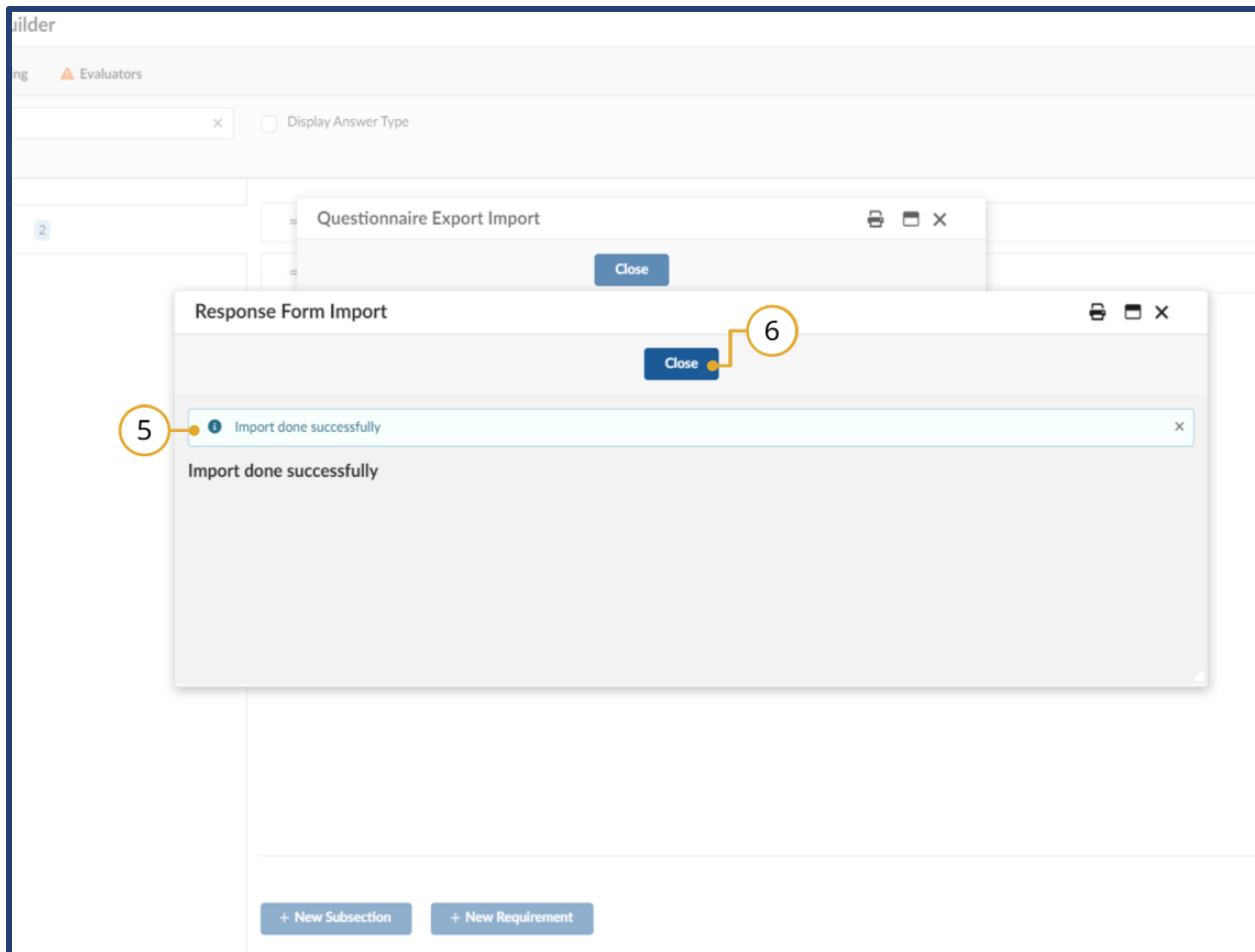 uilder
ing
Evaluators
Display Answer Type
2
Questionnaire Export Import
Close
Response Form Import
6
Close
5
Import done successfully
Import done successfully
+ New Subsection
+ New Requirement